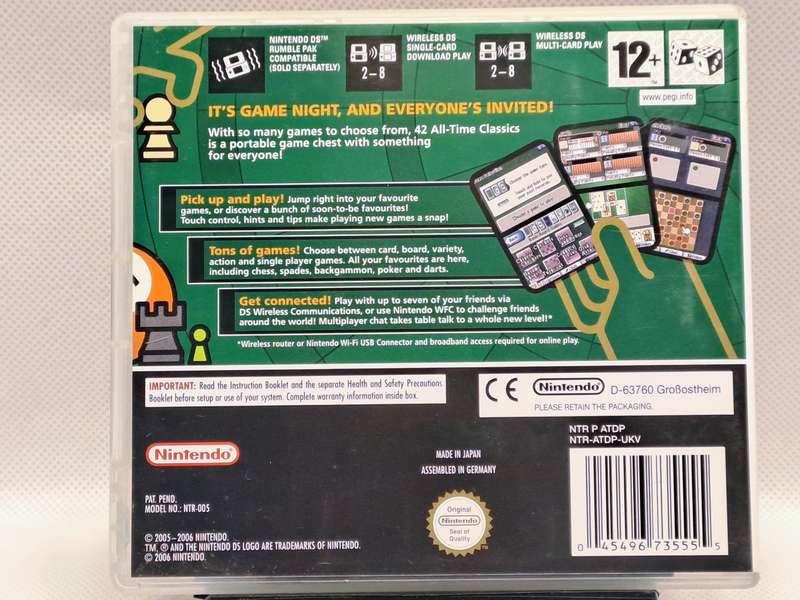 NINTENDO DS™
RUMBLE PAK
COMPATIBLE
(SOLD SEPARATELY)
2–8
WIRELESS DS
SINGLE-CARD
DOWNLOAD PLAY
2–8
WIRELESS DS
MULTI-CARD PLAY
12+
www.pegi.info
IT'S GAME NIGHT, AND EVERYONE'S INVITED!
With so many games to choose from, 42 All-Time Classics
is a portable game chest with something
for everyone!
Pick up and play! Jump right into your favourite
games, or discover a bunch of soon-to-be favourites!
Touch control, hints and tips make playing new games a snap!
Tons of games! Choose between card, board, variety,
action and single player games. All your favourites are here,
including chess, spades, backgammon, poker and darts.
Get connected! Play with up to seven of your friends via
DS Wireless Communications, or use Nintendo WFC to challenge friends
around the world! Multiplayer chat takes table talk to a whole new level!*
*Wireless router or Nintendo Wi-Fi USB Connector and broadband access required for online play.
IMPORTANT: Read the Instruction Booklet and the separate Health and Safety Precautions
Booklet before setup or use of your system. Complete warranty information inside box.
CE Nintendo D-63760 Großostheim
PLEASE RETAIN THE PACKAGING.
NTR P ATDP
NTR-ATDP-UKV
Nintendo
MADE IN JAPAN
ASSEMBLED IN GERMANY
PAT. PEND.
MODEL NO.: NTR-005
Original
Nintendo
Seal of
Quality
TM
© 2005–2006 NINTENDO.
TM, ® AND THE NINTENDO DS LOGO ARE TRADEMARKS OF NINTENDO.
© 2006 NINTENDO.
0 45496 73555 5